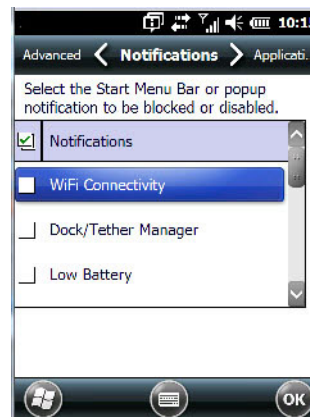 10:1
Advanced Notifications Applicati..
Select the Start Menu Bar or popup
notification to be blocked or disabled.
Notifications
WiFi Connectivity
Dock/Tether Manager
Low Battery
OK